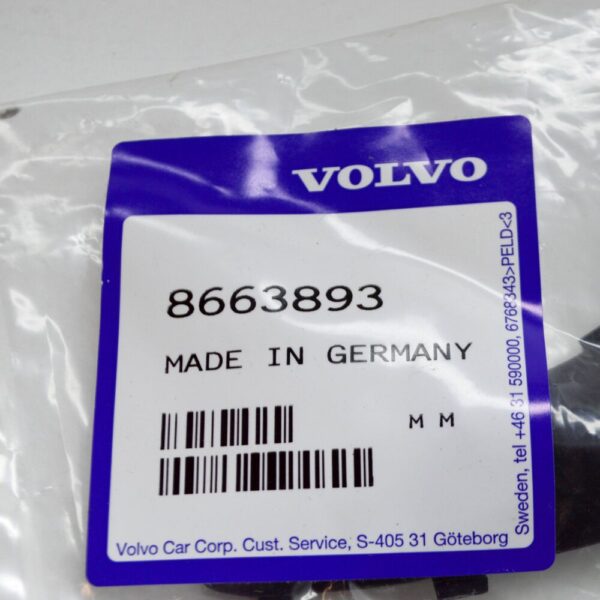 VOLVO
8663893
MADE IN GERMANY
M M
Volvo Car Corp. Cust. Service, S-405 31 Göteborg
Sweden, tel +46 31 590000, 6768343>PELD<3